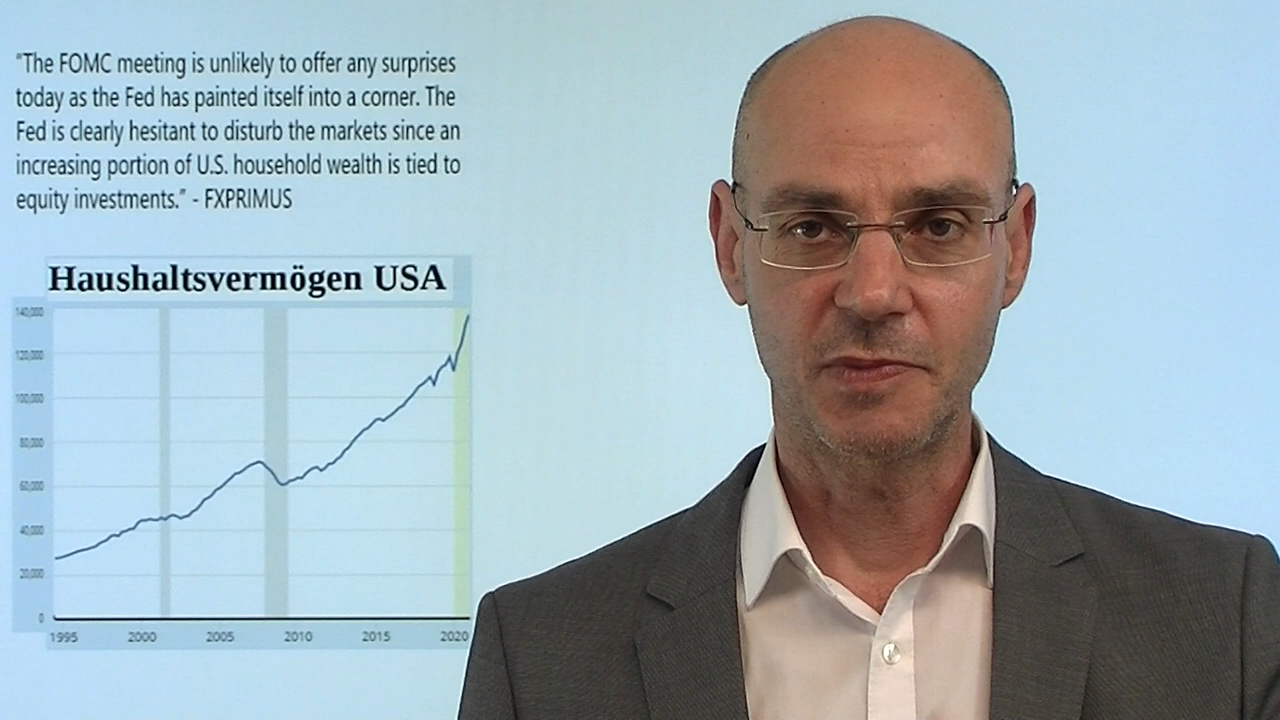 "The FOMC meeting is unlikely to offer any surprises
today as the Fed has painted itself into a corner. The
Fed is clearly hesitant to disturb the markets since an
increasing portion of U.S. household wealth is tied to
equity investments." - FXPRIMUS
Haushaltsvermögen USA
140,000
120,000
100,000
80,000
60,000
40,000
20,000
0
1995 2000 2005 2010 2015 2020